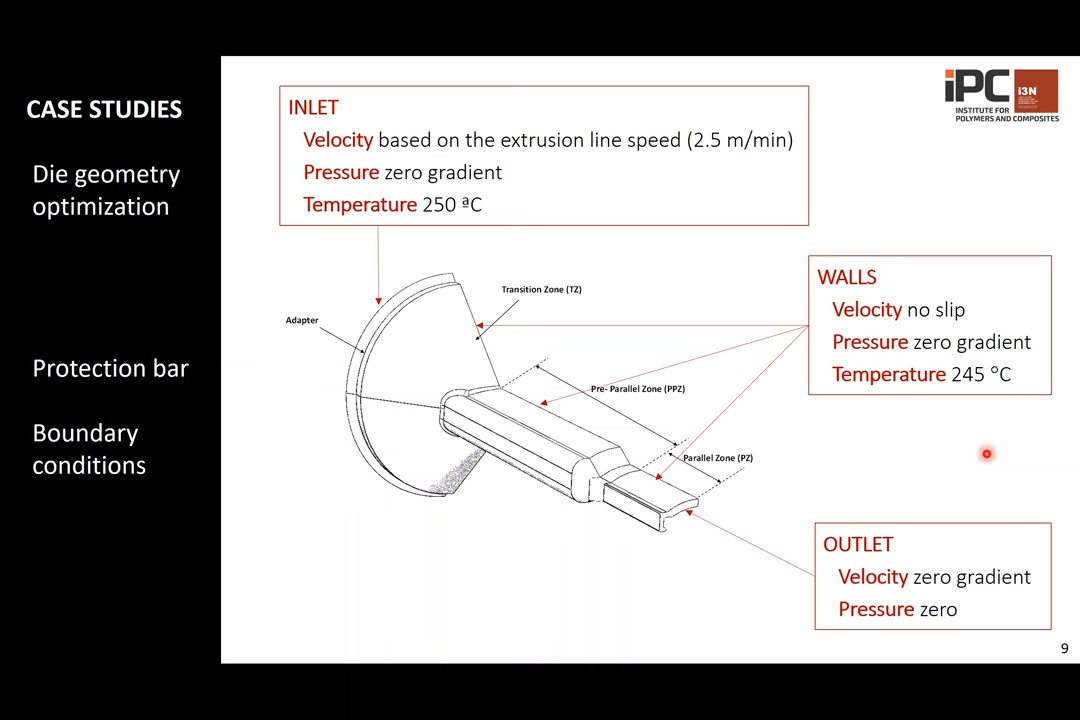 CASE STUDIES
Die geometry
optimization
Protection bar
Boundary
conditions
iPC
i3N
INSTITUTE FOR
POLYMERS AND COMPOSITES
INLET
Velocity based on the extrusion line speed (2.5 m/min)
Pressure zero gradient
Temperature 250 ªC
WALLS
Velocity no slip
Pressure zero gradient
Temperature 245 °C
Transition Zone (TZ)
Adapter
Pre- Parallel Zone (PPZ)
Parallel Zone (PZ)
OUTLET
Velocity zero gradient
Pressure zero
9